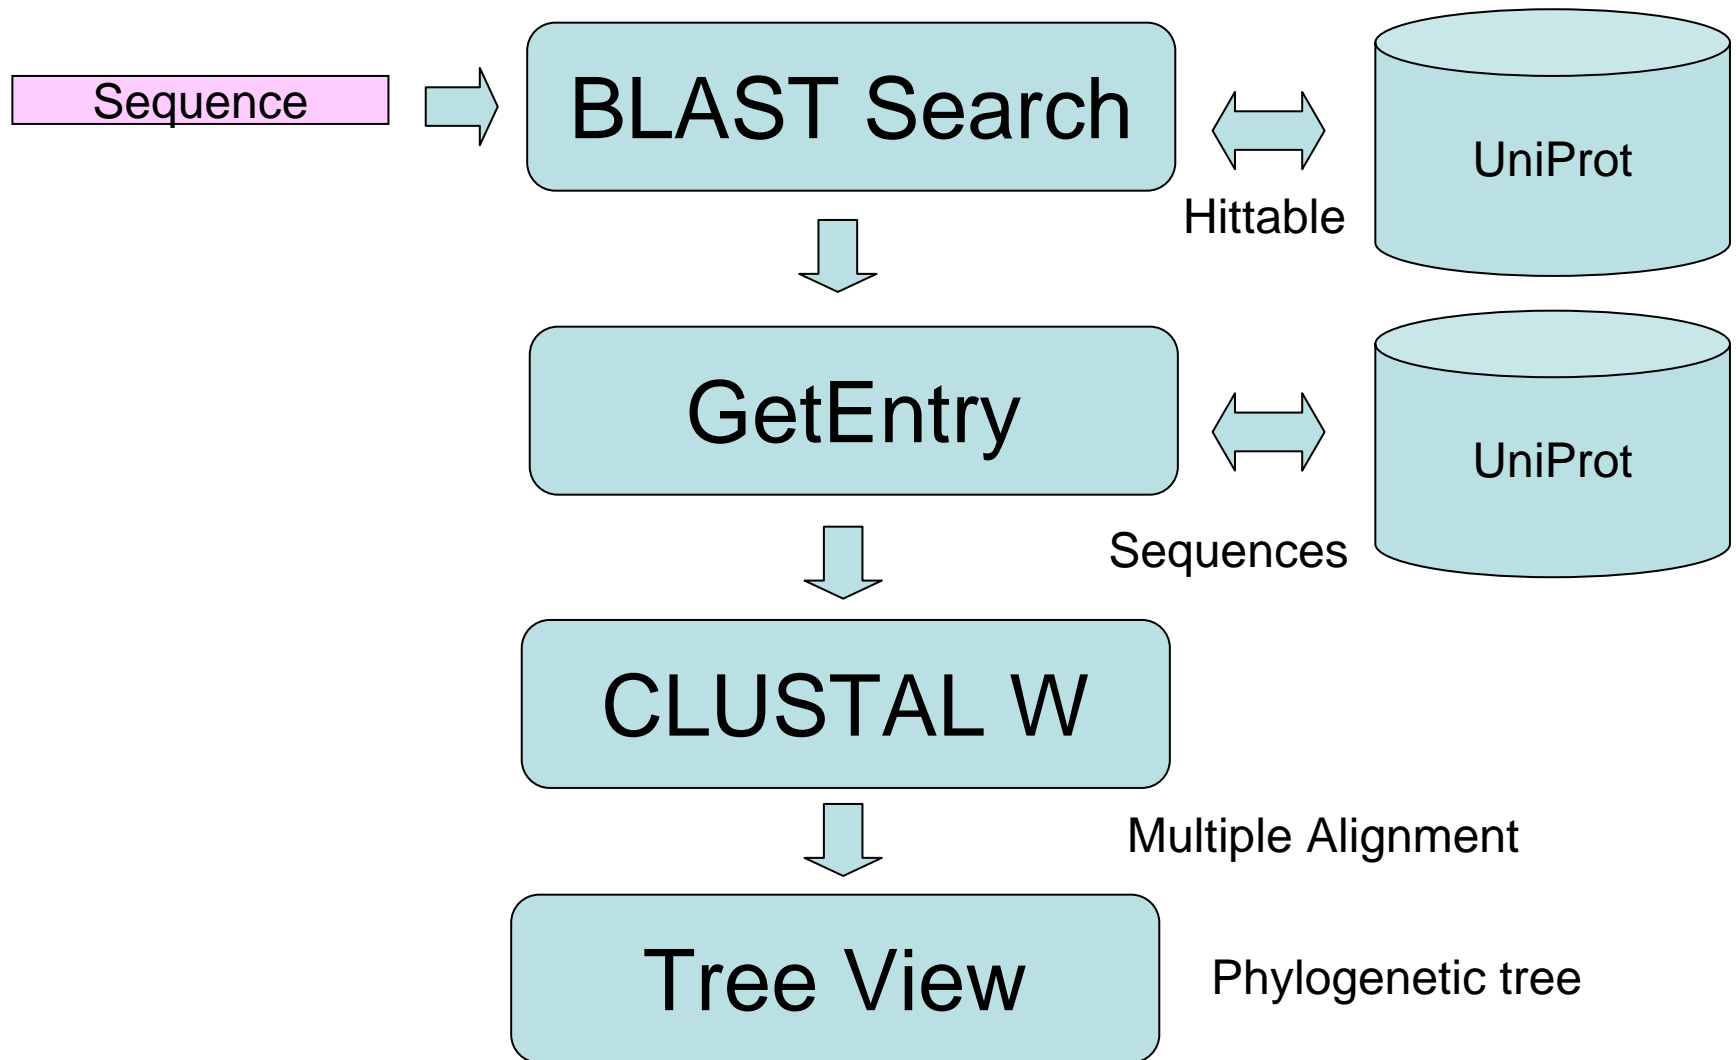 Sequence
BLAST Search
UniProt
Hittable
GetEntry
UniProt
Sequences
CLUSTAL W
Multiple Alignment
Tree View
Phylogenetic tree